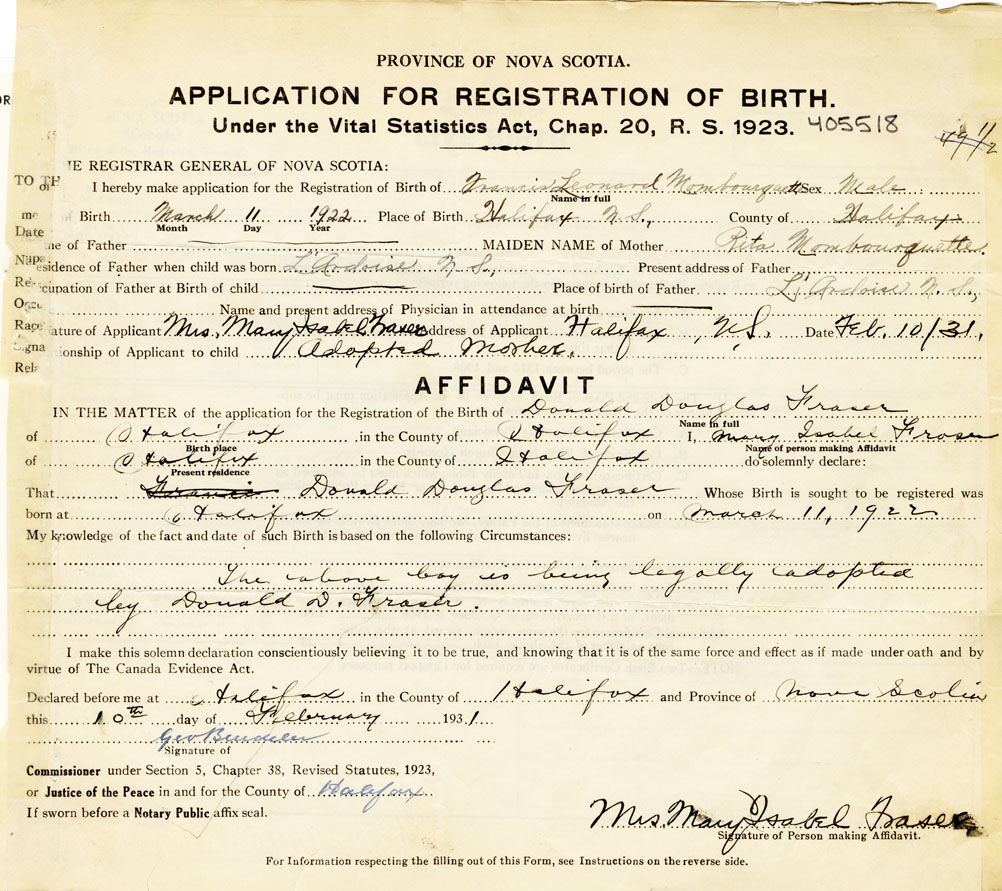 PROVINCE OF NOVA SCOTIA.
APPLICATION FOR REGISTRATION OF BIRTH.
Under the Vital Statistics Act, Chap. 20, R. S. 1923. 405518
OR
TO TH E REGISTRAR GENERAL OF NOVA SCOTIA:
I hereby make application for the Registration of Birth of Francis Leonard Mombourquette Sex Male
Name in full
of Birth March 11 1922 Place of Birth Halifax N.S., County of Halifax
Month Day Year
Date me of Father MAIDEN NAME of Mother Rita Mombourquette.
esidence of Father when child was born L'Ardoise N.S., Present address of Father
Re cupation of Father at Birth of child Place of birth of Father L'Ardoise N.S.,
Name and present address of Physician in attendance at birth
Race ature of Applicant Mrs. Mary Isabel Fraser ddress of Applicant Halifax, N.S. Date Feb. 10/31.
Signa ionship of Applicant to child Adopted Mother.
Rela
AFFIDAVIT
IN THE MATTER of the application for the Registration of the Birth of Donald Douglas Fraser
Name in full
of Halifax in the County of Halifax I, Mary Isabel Fraser
Birth place Name of person making Affidavit
of Halifax in the County of Halifax do solemnly declare:
Present residence
That Francis Donald Douglas Fraser Whose Birth is sought to be registered was
born at Halifax on March 11, 1922
My knowledge of the fact and date of such Birth is based on the following Circumstances:
The above boy is being legally adopted
by Donald D. Fraser.
I make this solemn declaration conscientiously believing it to be true, and knowing that it is of the same force and effect as if made under oath and by
virtue of The Canada Evidence Act.
Declared before me at Halifax in the County of Halifax and Province of Nova Scotia
this 10th day of February 1931
Signature of
Commissioner under Section 5, Chapter 38, Revised Statutes, 1923,
or Justice of the Peace in and for the County of Halifax
If sworn before a Notary Public affix seal.
Mrs. Mary Isabel Fraser
Signature of Person making Affidavit.
For Information respecting the filling out of this Form, see Instructions on the reverse side.